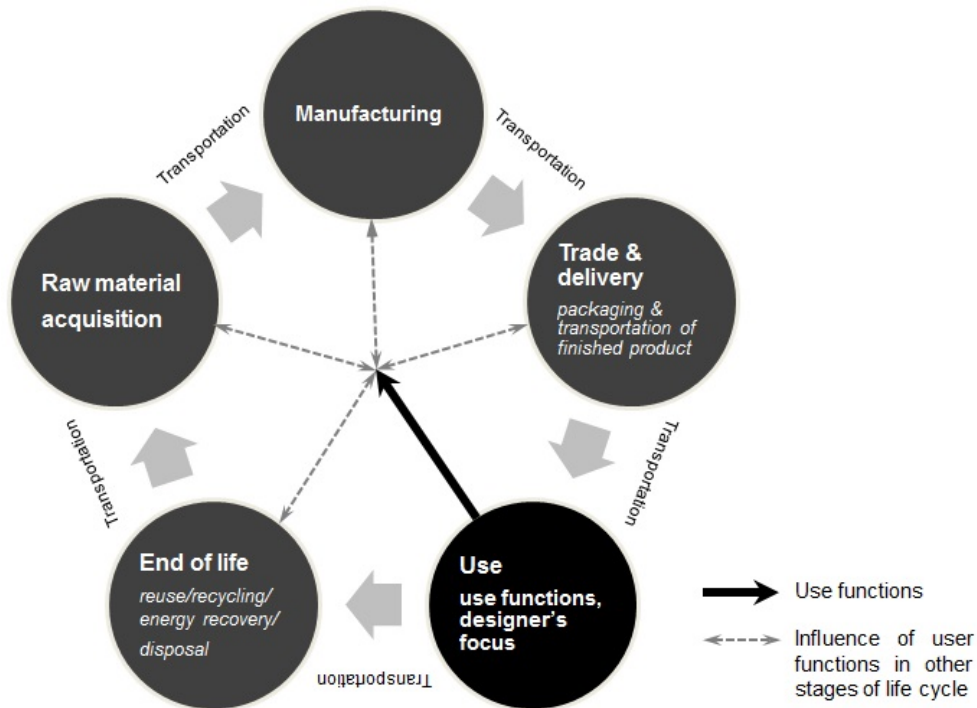 Manufacturing
Transportation
Transportation
Trade &
delivery
packaging &
transportation of
finished product
Raw material
acquisition
Transportation
Transportation
End of life
reuse/recycling/
energy recovery/
disposal
Use
use functions,
designer's
focus
Transportation
Use functions
Influence of user
functions in other
stages of life cycle